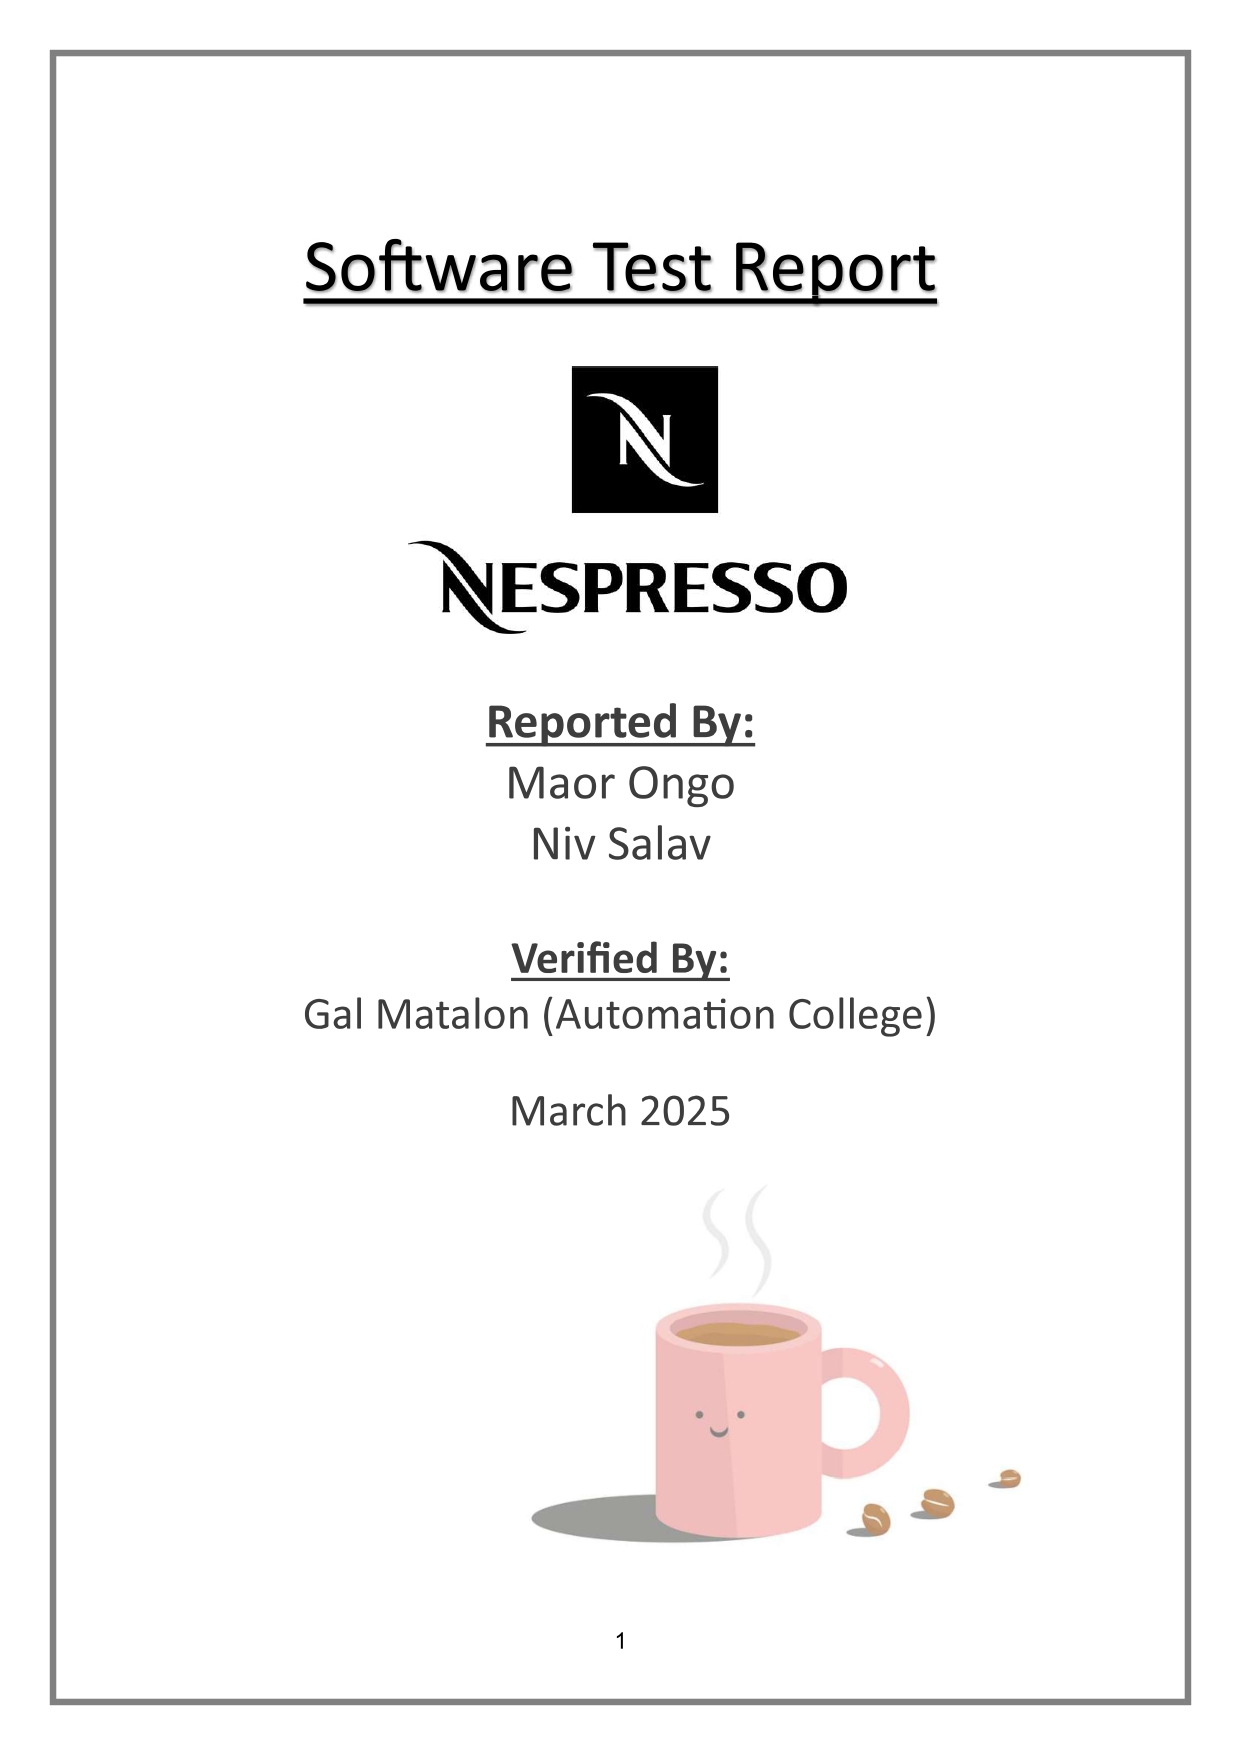 Software Test Report
N
NESPRESSO
Reported By:
Maor Ongo
Niv Salav
Verified By:
Gal Matalon (Automation College)
March 2025
1